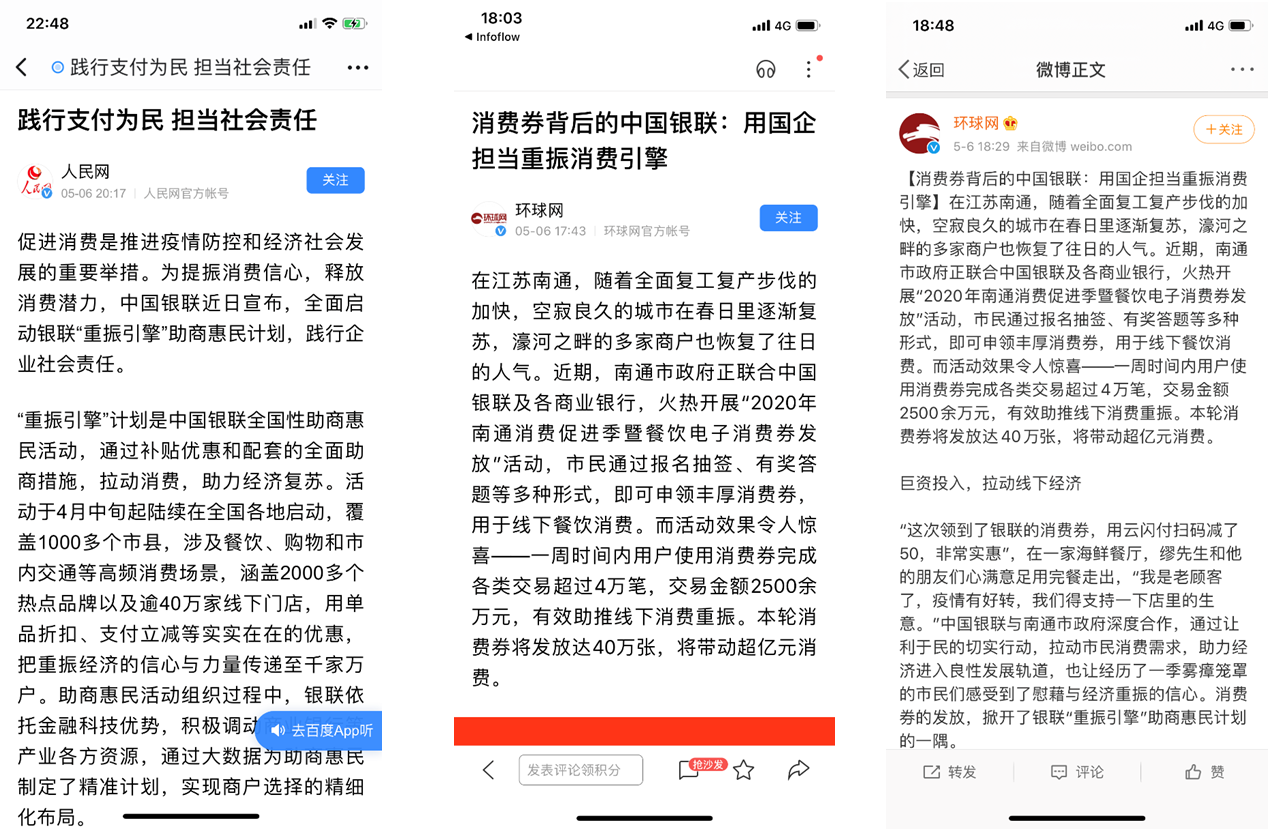 22:48
践行支付为民 担当社会责任
践行支付为民 担当社会责任
人民网
05-06 20:17 人民网官方帐号
关注
促进消费是推进疫情防控和经济社会发
展的重要举措。为提振消费信心，释放
消费潜力，中国银联近日宣布，全面启
动银联“重振引擎”助商惠民计划，践行企
业社会责任。
“重振引擎”计划是中国银联全国性助商惠
民活动，通过补贴优惠和配套的全面助
商措施，拉动消费，助力经济复苏。活
动于4月中旬起陆续在全国各地启动，覆
盖1000多个市县，涉及餐饮、购物和市
内交通等高频消费场景，涵盖2000多个
热点品牌以及逾40万家线下门店，用单
品折扣、支付立减等实实在在的优惠，
把重振经济的信心与力量传递至千家万
户。助商惠民活动组织过程中，银联依
托金融科技优势，积极调动
去百度App听
产业各方资源，通过大数据为助商惠民
制定了精准计划，实现商户选择的精细
化布局。
18:03
4G
Infoflow
消费券背后的中国银联：用国企
担当重振消费引擎
环球网
05-06 17:43 环球网官方帐号
关注
在江苏南通，随着全面复工复产步伐的
加快，空寂良久的城市在春日里逐渐复
苏，濠河之畔的多家商户也恢复了往日
的人气。近期，南通市政府正联合中国
银联及各商业银行，火热开展“2020年
南通消费促进季暨餐饮电子消费券发
放”活动，市民通过报名抽签、有奖答
题等多种形式，即可申领丰厚消费券，
用于线下餐饮消费。而活动效果令人惊
喜——一周时间内用户使用消费券完成
各类交易超过4万笔，交易金额2500余
万元，有效助推线下消费重振。本轮消
费券将发放达40万张，将带动超亿元消
费。
发表评论领积分
抢沙发
18:48
4G
返回
微博正文
环球网
5-6 18:29 来自微博 weibo.com
+关注
【消费券背后的中国银联：用国企担当重振消费
引擎】在江苏南通，随着全面复工复产步伐的加
快，空寂良久的城市在春日里逐渐复苏，濠河之
畔的多家商户也恢复了往日的人气。近期，南通
市政府正联合中国银联及各商业银行，火热开
展“2020年南通消费促进季暨餐饮电子消费券发
放”活动，市民通过报名抽签、有奖答题等多种
形式，即可申领丰厚消费券，用于线下餐饮消
费。而活动效果令人惊喜——一周时间内用户使
用消费券完成各类交易超过4万笔，交易金额
2500余万元，有效助推线下消费重振。本轮消
费券将发放达40万张，将带动超亿元消费。
巨资投入，拉动线下经济
“这次领到了银联的消费券，用云闪付扫码减了
50，非常实惠”，在一家海鲜餐厅，缪先生和他
的朋友们心满意足用完餐走出，“我是老顾客
了，疫情有好转，我们得支持一下店里的生
意。”中国银联与南通市政府深度合作，通过让
利于民的切实行动，拉动市民消费需求，助力经
济进入良性发展轨道，也让经历了一季雾瘴笼罩
的市民们感受到了慰藉与经济重振的信心。消费
券的发放，掀开了银联“重振引擎”助商惠民计划
的一隅。
转发
评论
赞